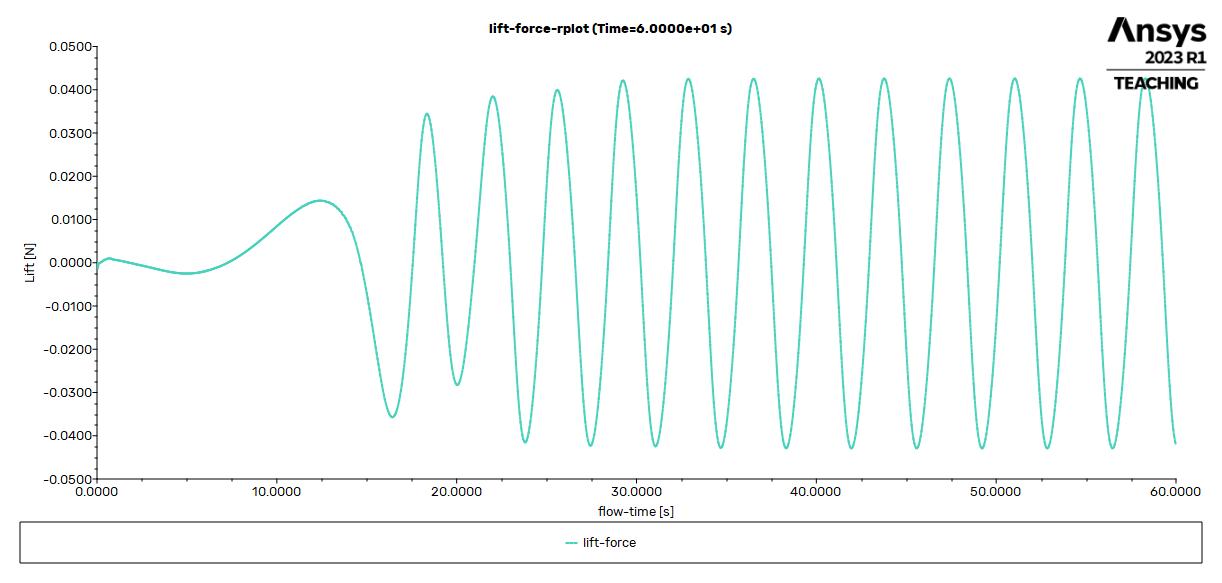 lift-force-rplot (Time=6.0000e+01 s)
Ansys
2023 R1
TEACHING
0.0500
0.0400
0.0300
0.0200
0.0100
0.0000
-0.0100
-0.0200
-0.0300
-0.0400
-0.0500
Lift [N]
0.0000 10.0000 20.0000 30.0000 40.0000 50.0000 60.0000
flow-time [s]
lift-force